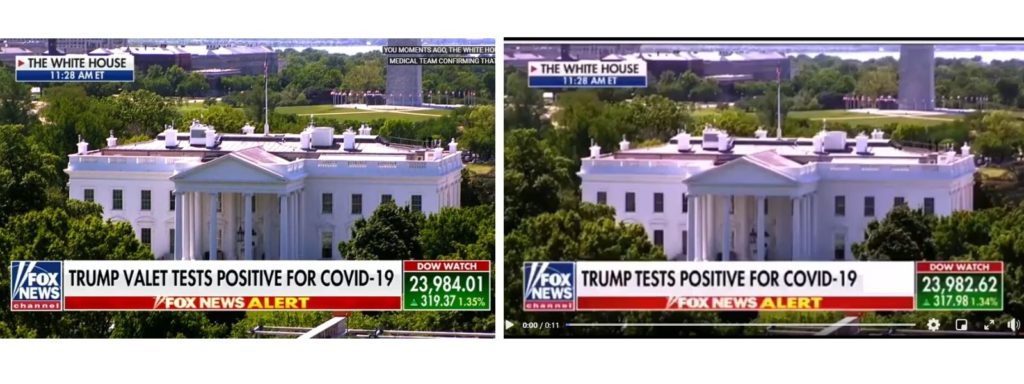 YOU MOMENTS AGO, THE WHITE HOU
MEDICAL TEAM CONFIRMING THAT
THE WHITE HOUSE
11:28 AM ET
FOX
NEWS
channel
TRUMP VALET TESTS POSITIVE FOR COVID-19
FOX NEWS ALERT
DOW WATCH
23,984.01
▲ 319.37 1.35%
THE WHITE HOUSE
11:28 AM ET
FOX
NEWS
channel
TRUMP TESTS POSITIVE FOR COVID-19
FOX NEWS ALERT
DOW WATCH
23,982.62
▲ 317.98 1.34%
0:00 / 0:11